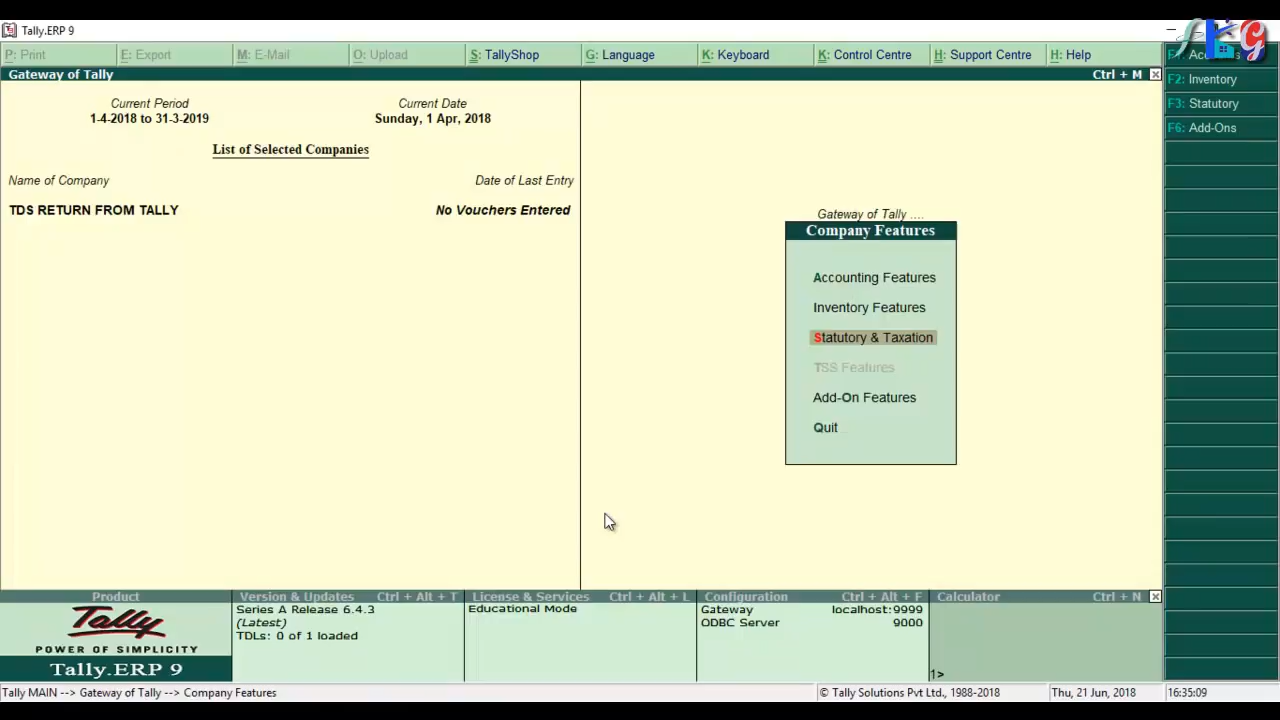 Tally.ERP 9
P: Print
E: Export
M: E-Mail
O: Upload
S: TallyShop
G: Language
K: Keyboard
K: Control Centre
H: Support Centre
H: Help
Gateway of Tally
Ctrl + M
F2: Inventory
F3: Statutory
F6: Add-Ons
Current Period
1-4-2018 to 31-3-2019
Current Date
Sunday, 1 Apr, 2018
List of Selected Companies
Name of Company
Date of Last Entry
TDS RETURN FROM TALLY
No Vouchers Entered
Gateway of Tally ....
Company Features
Accounting Features
Inventory Features
Statutory & Taxation
TSS Features
Add-On Features
Quit
Product
Tally
POWER OF SIMPLICITY
Tally.ERP 9
Version & Updates Ctrl + Alt + T
Series A Release 6.4.3
(Latest)
TDLs: 0 of 1 loaded
License & Services Ctrl + Alt + L
Educational Mode
Configuration Ctrl + Alt + F
Gateway localhost:9999
ODBC Server 9000
Calculator Ctrl + N
1>
Tally MAIN --> Gateway of Tally --> Company Features
© Tally Solutions Pvt Ltd., 1988-2018
Thu, 21 Jun, 2018
16:35:09